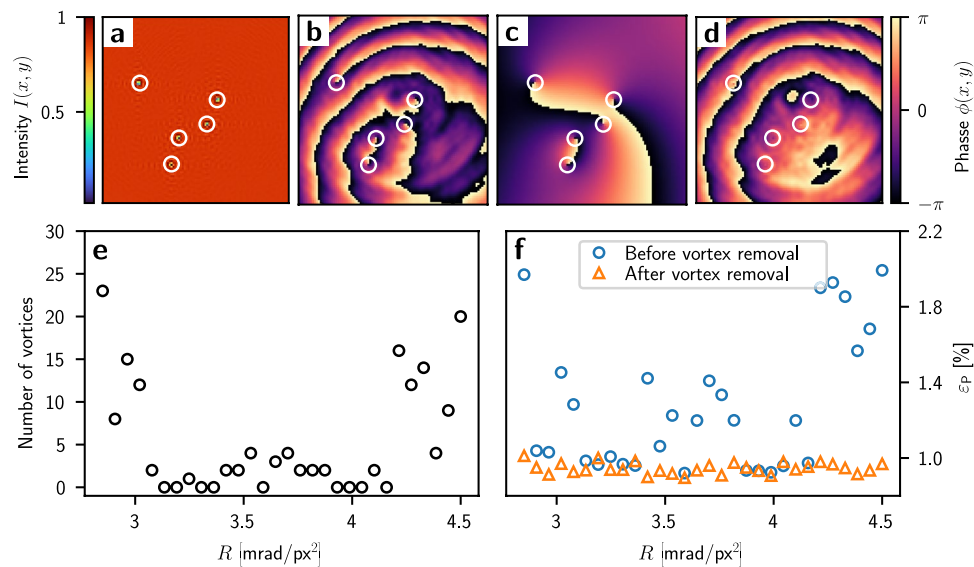 1
0.5
Intensity I(x, y)
a
b
c
d
π
0
−π
Phasse ϕ(x, y)
e
30
25
20
15
10
5
0
Number of vortices
3
3.5
4
4.5
R [mrad/px²]
f
Before vortex removal
After vortex removal
2.2
1.8
1.4
1.0
εP [%]
3
3.5
4
4.5
R [mrad/px²]